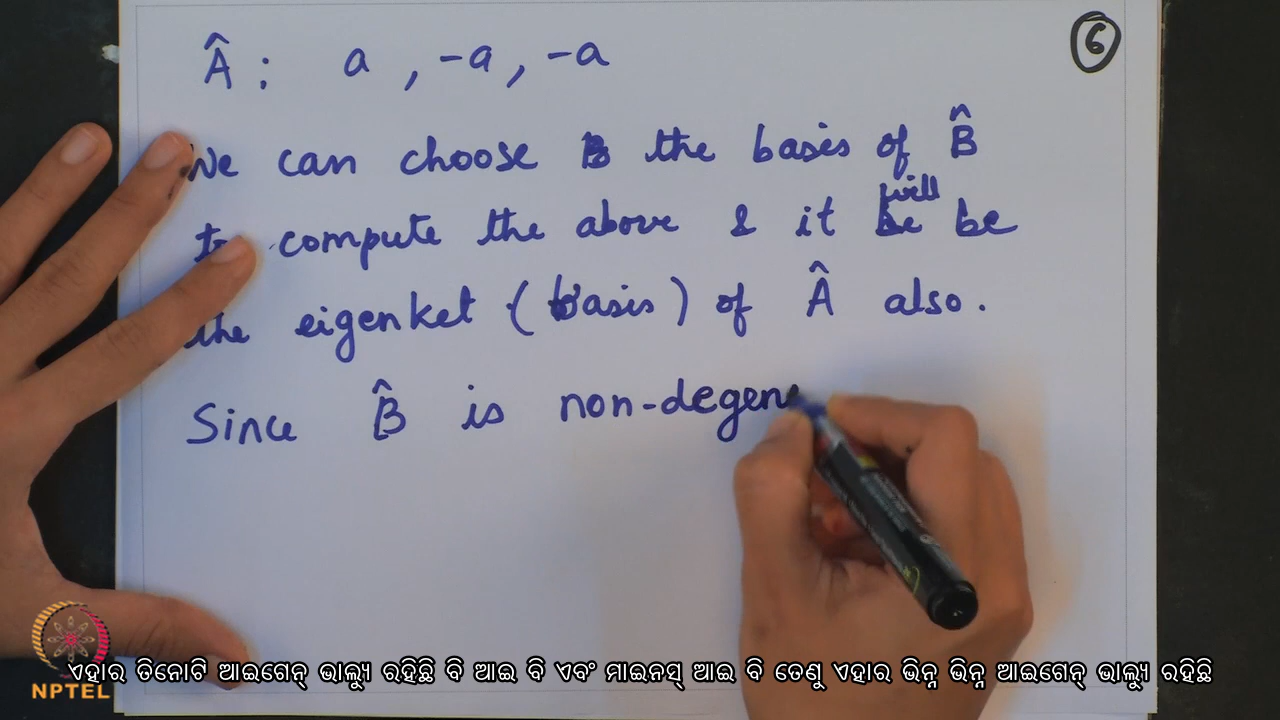 Â : a , -a , -a
⑥
We can choose the basis of B̂
to compute the above & it will be
the eigenket (basis) of Â also.
Since B̂ is non-degene
ଏହାର ତିନୋଟି ଆଇଗେନ୍ ଭାଲ୍ୟୁ ରହିଛି ବି ଆଇ ବି ଏବଂ ମାଇନସ୍ ଆଇ ବି ତେଣୁ ଏହାର ଭିନ୍ନ ଭିନ୍ନ ଆଇଗେନ୍ ଭାଲ୍ୟୁ ରହିଛି
NPTEL